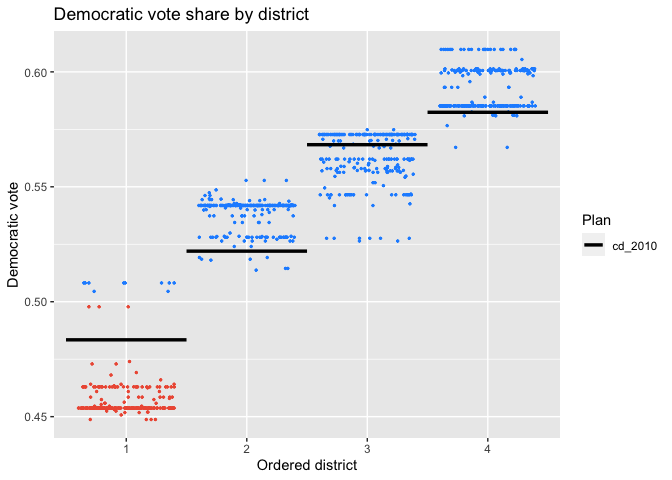 Democratic vote share by district
0.60
0.55
0.50
0.45
Democratic vote
1 2 3 4
Ordered district
Plan
cd_2010